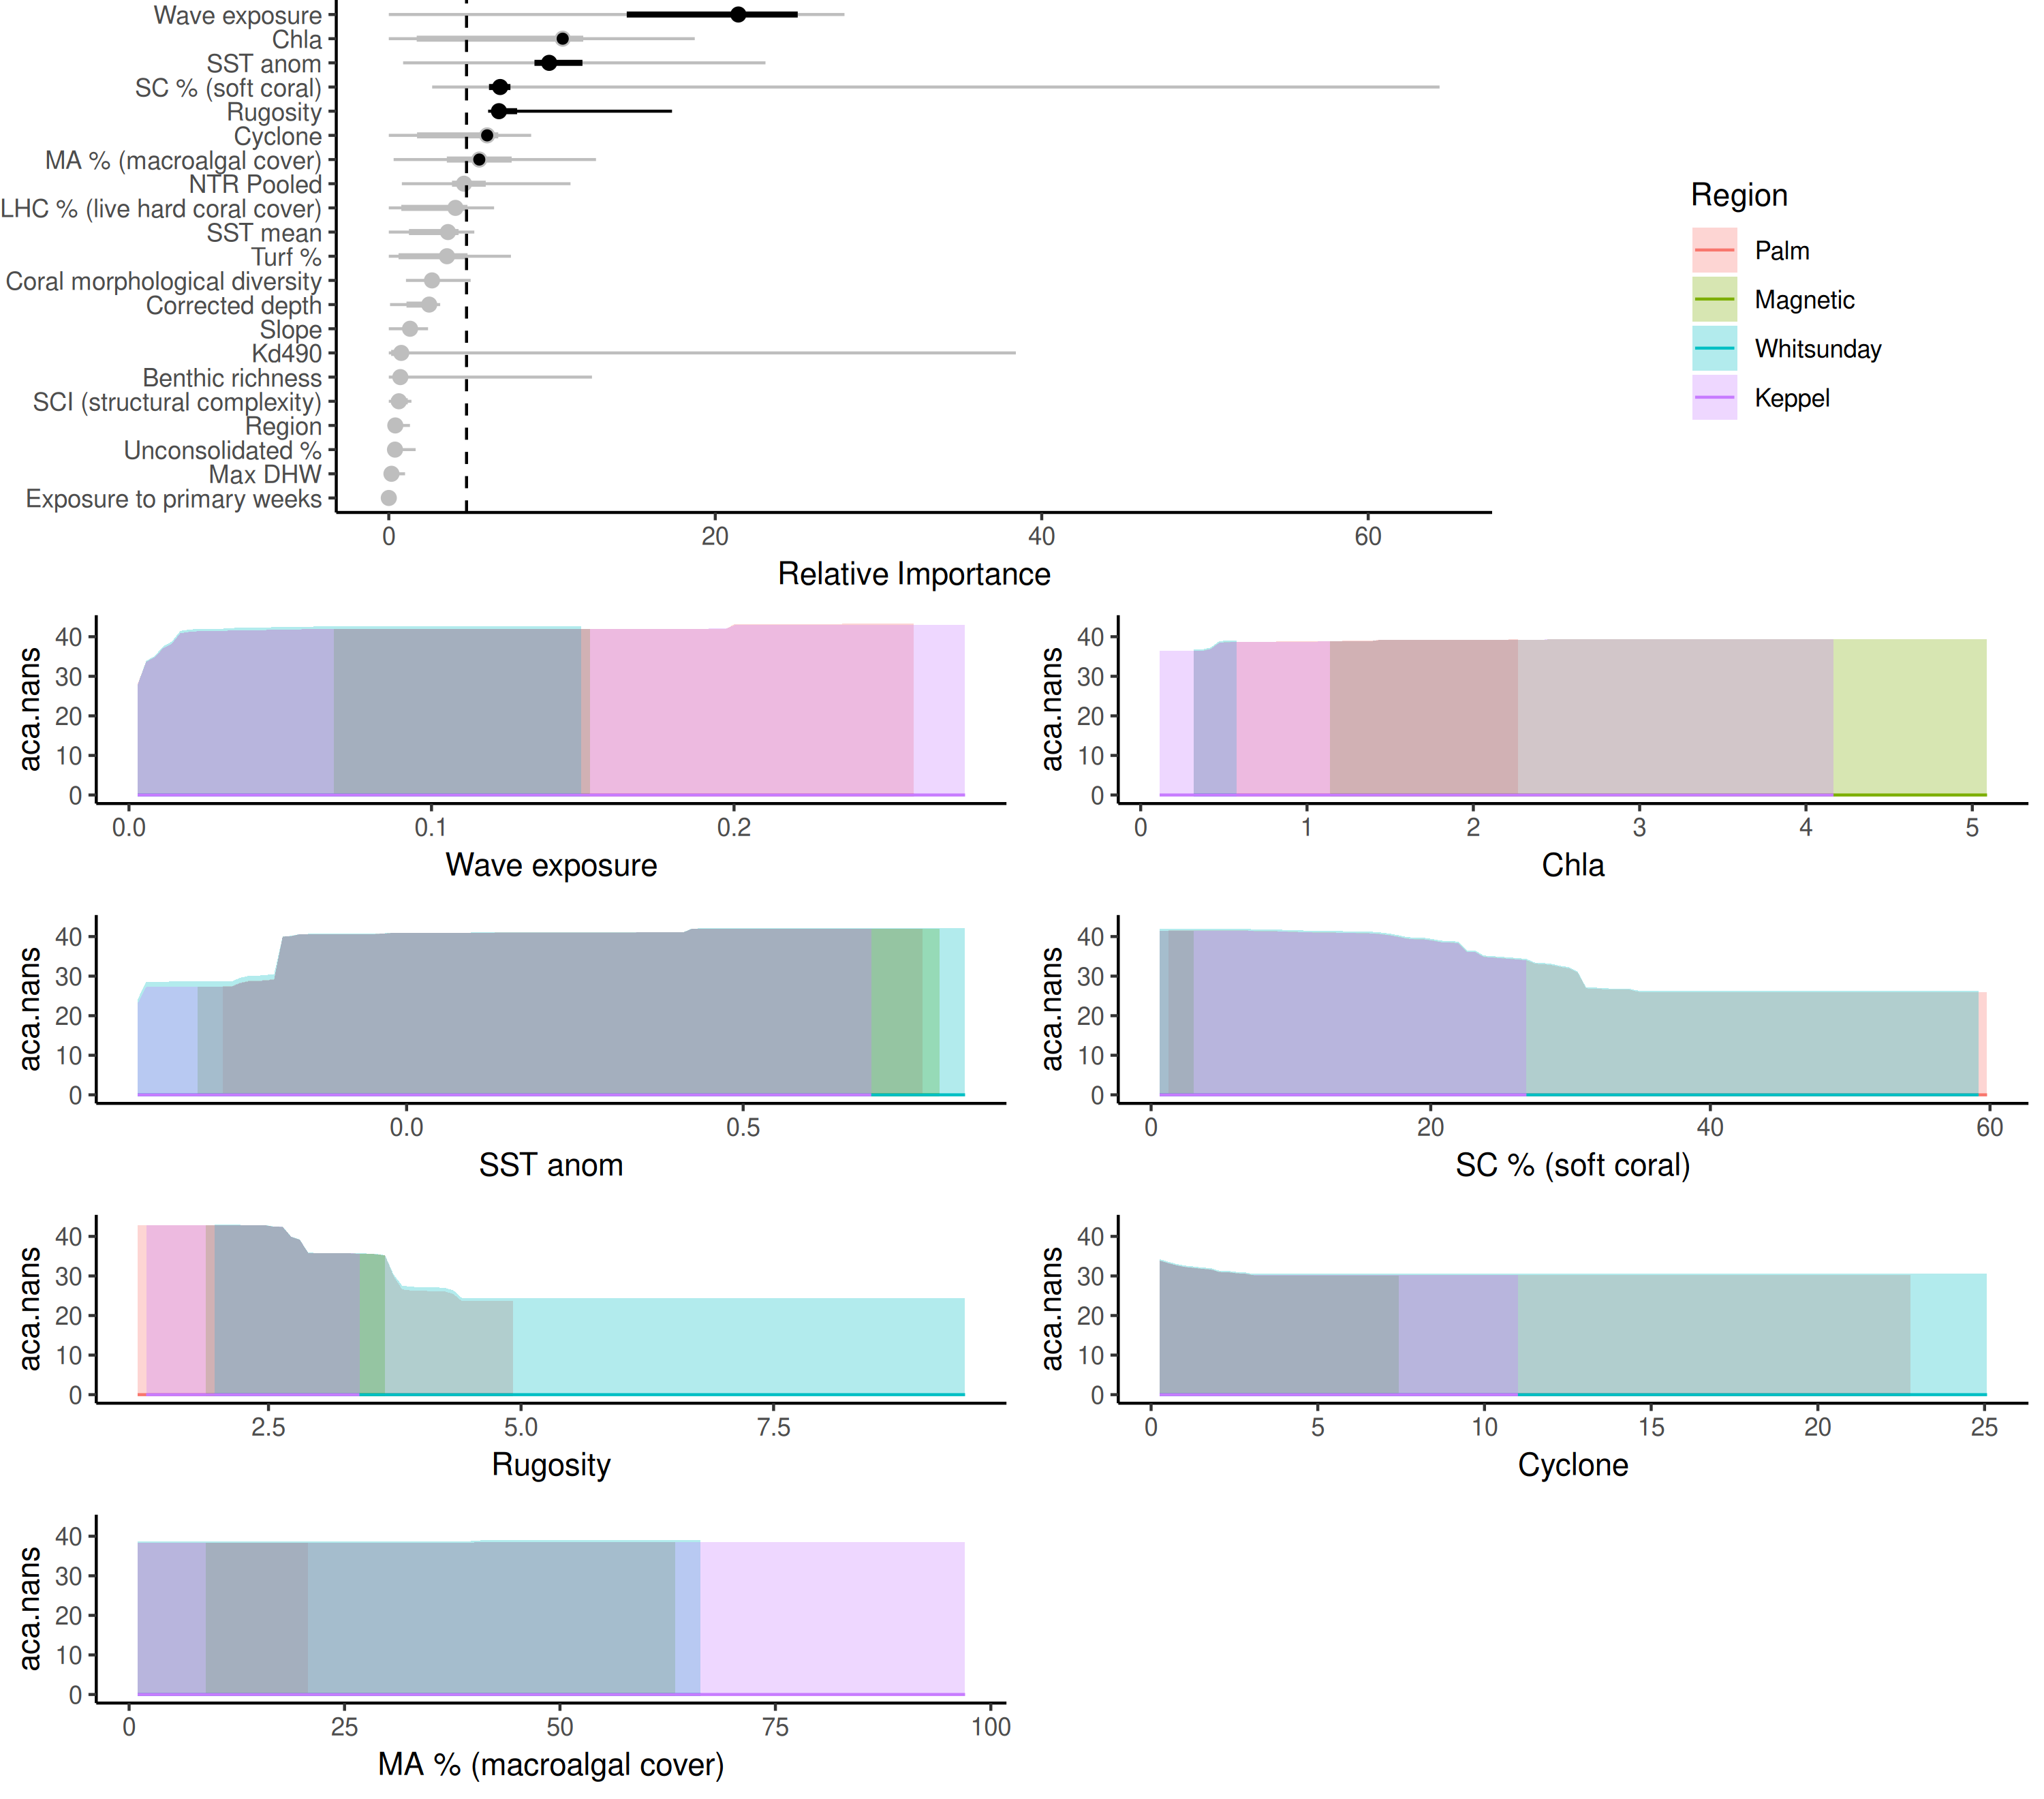 Wave exposure
Chla
SST anom
SC % (soft coral)
Rugosity
Cyclone
MA % (macroalgal cover)
NTR Pooled
LHC % (live hard coral cover)
SST mean
Turf %
Coral morphological diversity
Corrected depth
Slope
Kd490
Benthic richness
SCI (structural complexity)
Region
Unconsolidated %
Max DHW
Exposure to primary weeks
0 20 40 60
Relative Importance
Region
Palm
Magnetic
Whitsunday
Keppel
aca.nans
40
30
20
10
0
0.0 0.1 0.2
Wave exposure
aca.nans
40
30
20
10
0
0 1 2 3 4 5
Chla
aca.nans
40
30
20
10
0
0.0 0.5
SST anom
aca.nans
40
30
20
10
0
0 20 40 60
SC % (soft coral)
aca.nans
40
30
20
10
0
2.5 5.0 7.5
Rugosity
aca.nans
40
30
20
10
0
0 5 10 15 20 25
Cyclone
aca.nans
40
30
20
10
0
0 25 50 75 100
MA % (macroalgal cover)